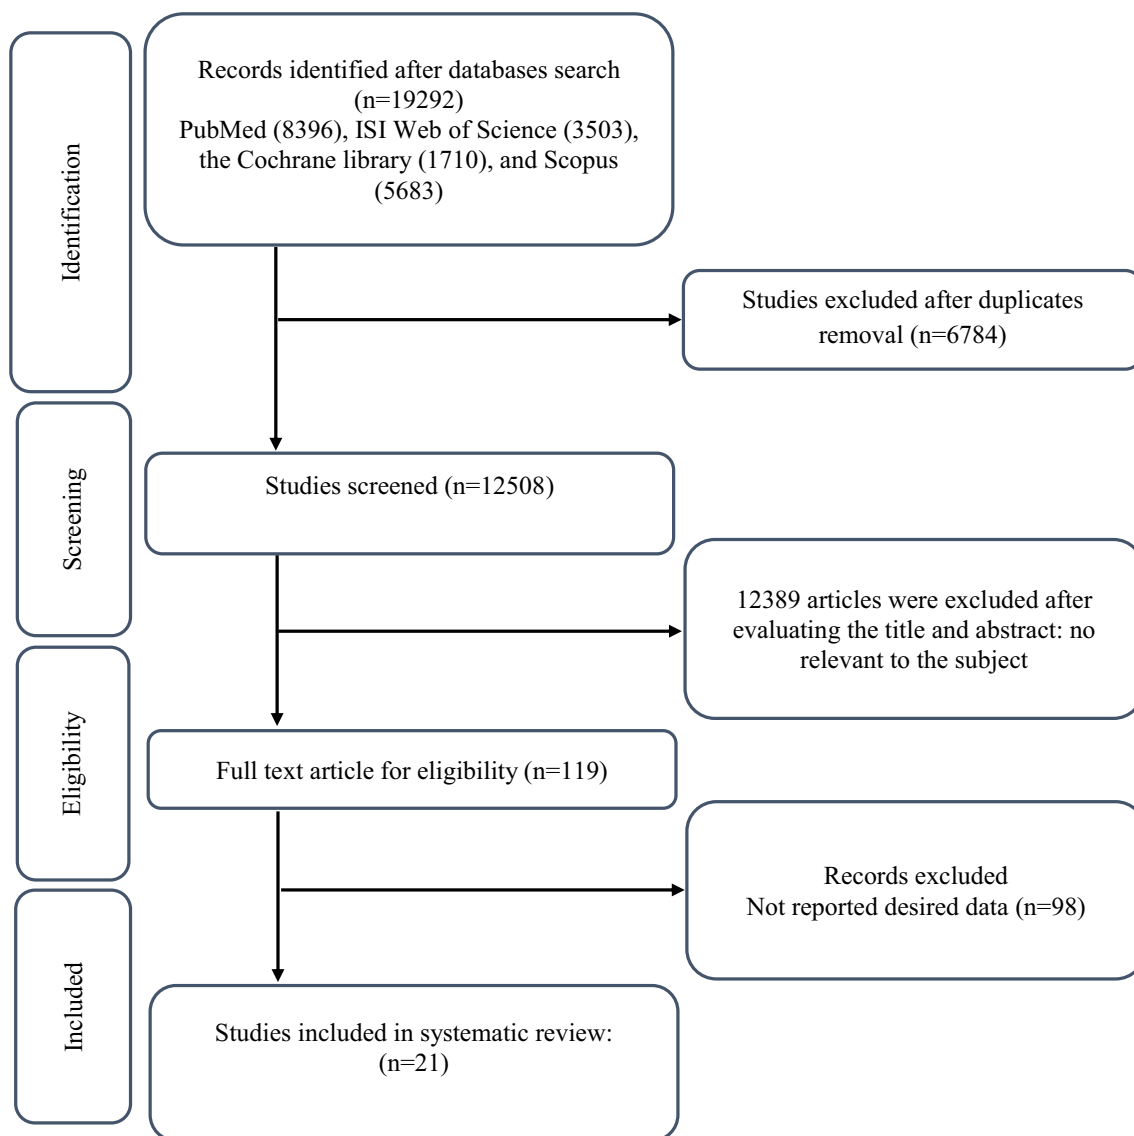 Identification
Records identified after databases search
(n=19292)
PubMed (8396), ISI Web of Science (3503),
the Cochrane library (1710), and Scopus
(5683)
Studies excluded after duplicates
removal (n=6784)
Screening
Studies screened (n=12508)
12389 articles were excluded after
evaluating the title and abstract: no
relevant to the subject
Eligibility
Full text article for eligibility (n=119)
Records excluded
Not reported desired data (n=98)
Included
Studies included in systematic review:
(n=21)